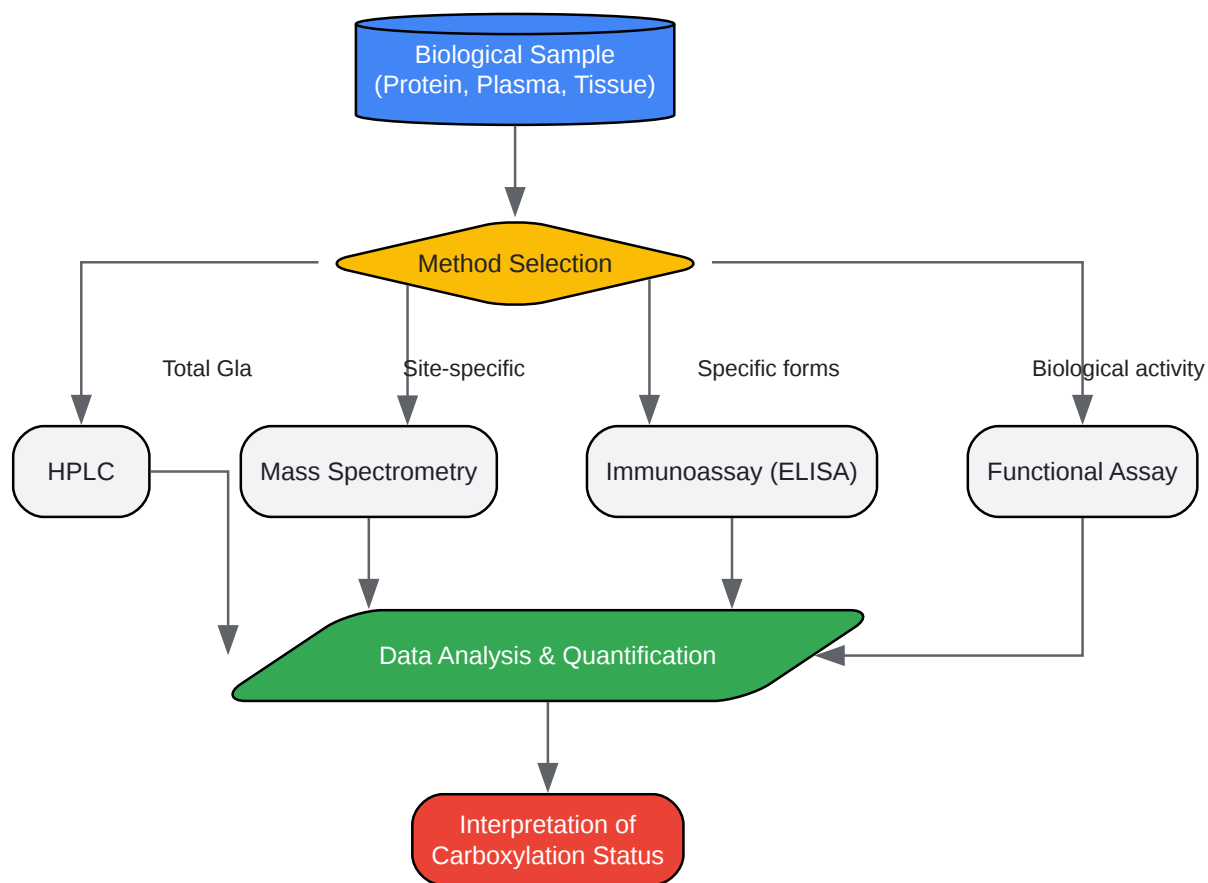 Biological Sample
(Protein, Plasma, Tissue)
Method Selection
Total Gla
Site-specific
Specific forms
Biological activity
HPLC
Mass Spectrometry
Immunoassay (ELISA)
Functional Assay
Data Analysis & Quantification
Interpretation of
Carboxylation Status